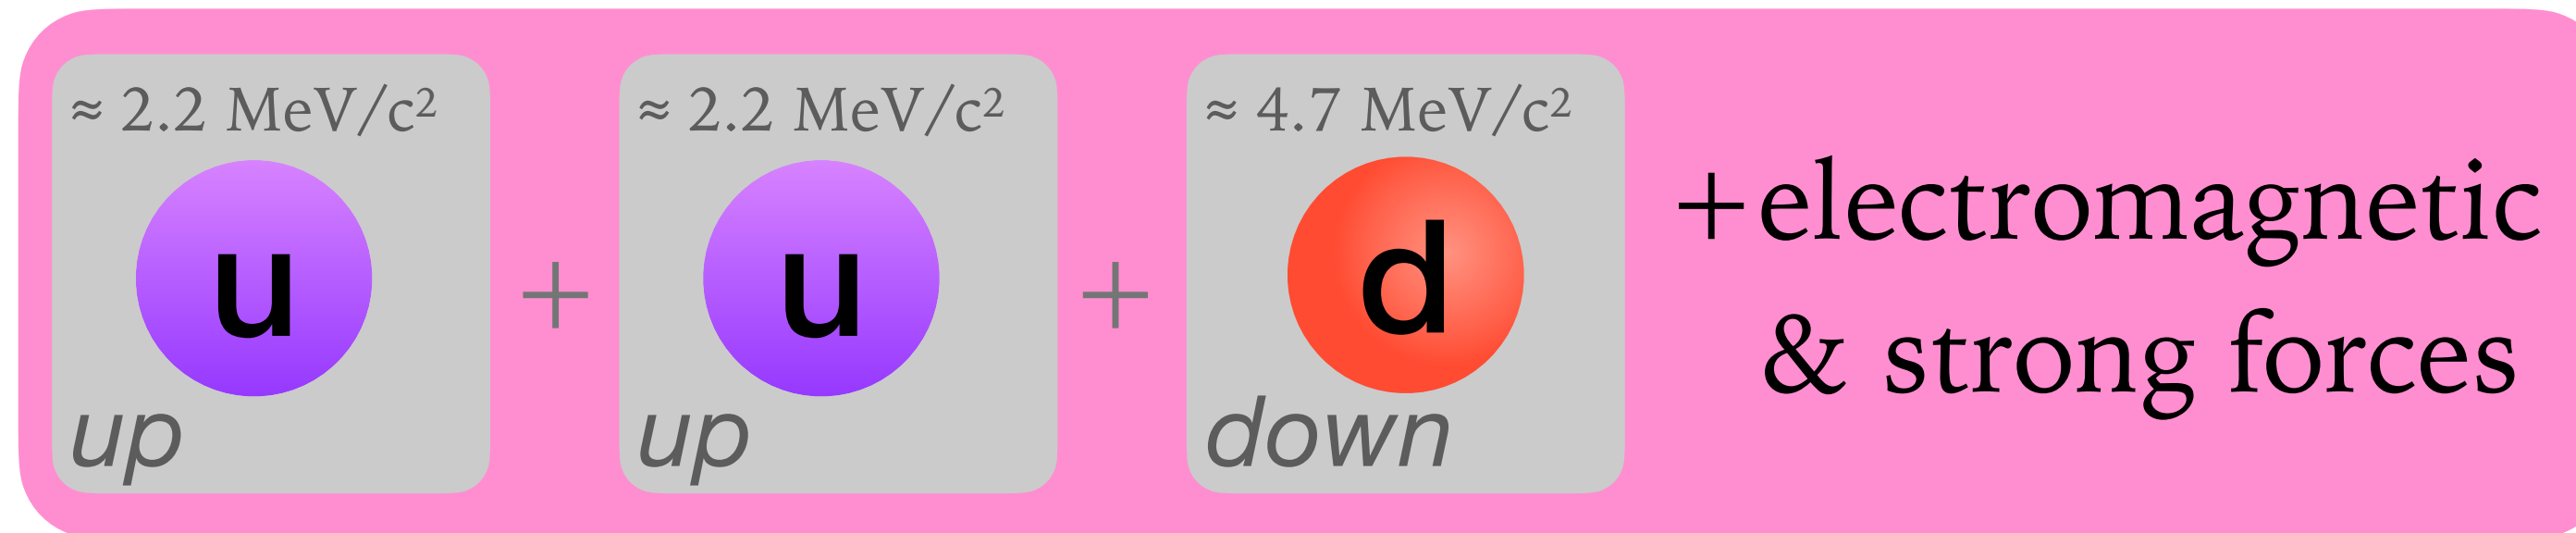 ≈ 2.2 MeV/c²
u
up
+
≈ 2.2 MeV/c²
u
up
+
≈ 4.7 MeV/c²
d
down
+electromagnetic
& strong forces